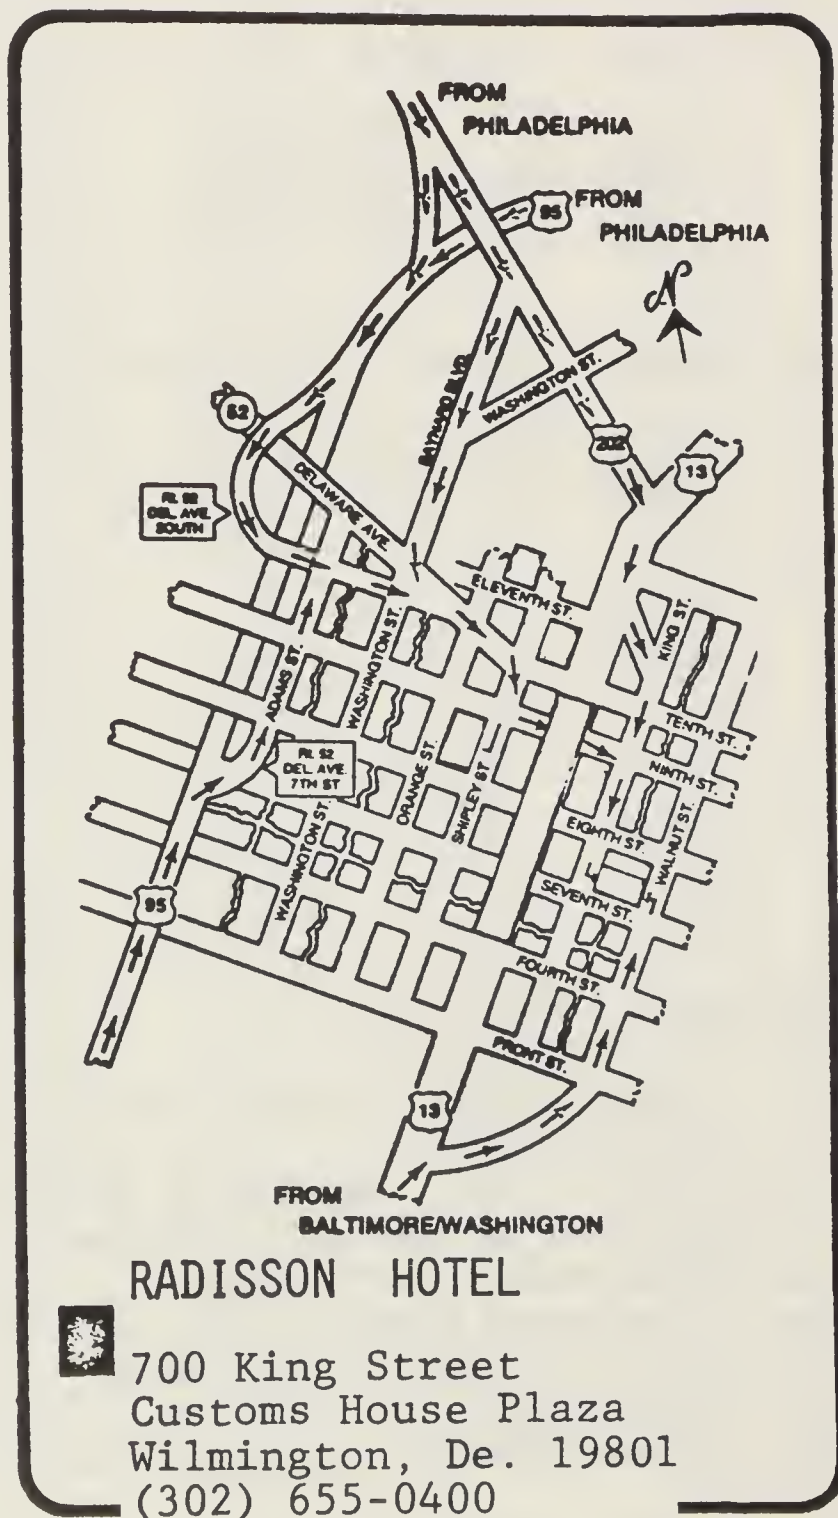 FROM
PHILADELPHIA
95
FROM
PHILADELPHIA
N
BAYNARD BLVD.
WASHINGTON ST.
52
202
13
DELAWARE AVE.
Rt. 52
DEL. AVE.
SOUTH
ELEVENTH ST.
KING ST.
WASHINGTON ST.
ADAMS ST.
TENTH ST.
Rt. 52
DEL. AVE.
7TH ST
ORANGE ST.
SHIPLEY ST.
NINTH ST.
EIGHTH ST.
WALNUT ST.
WASHINGTON ST.
SEVENTH ST.
95
FOURTH ST.
FRONT ST.
13
FROM
BALTIMORE/WASHINGTON
RADISSON HOTEL
700 King Street
Customs House Plaza
Wilmington, De. 19801
(302) 655-0400